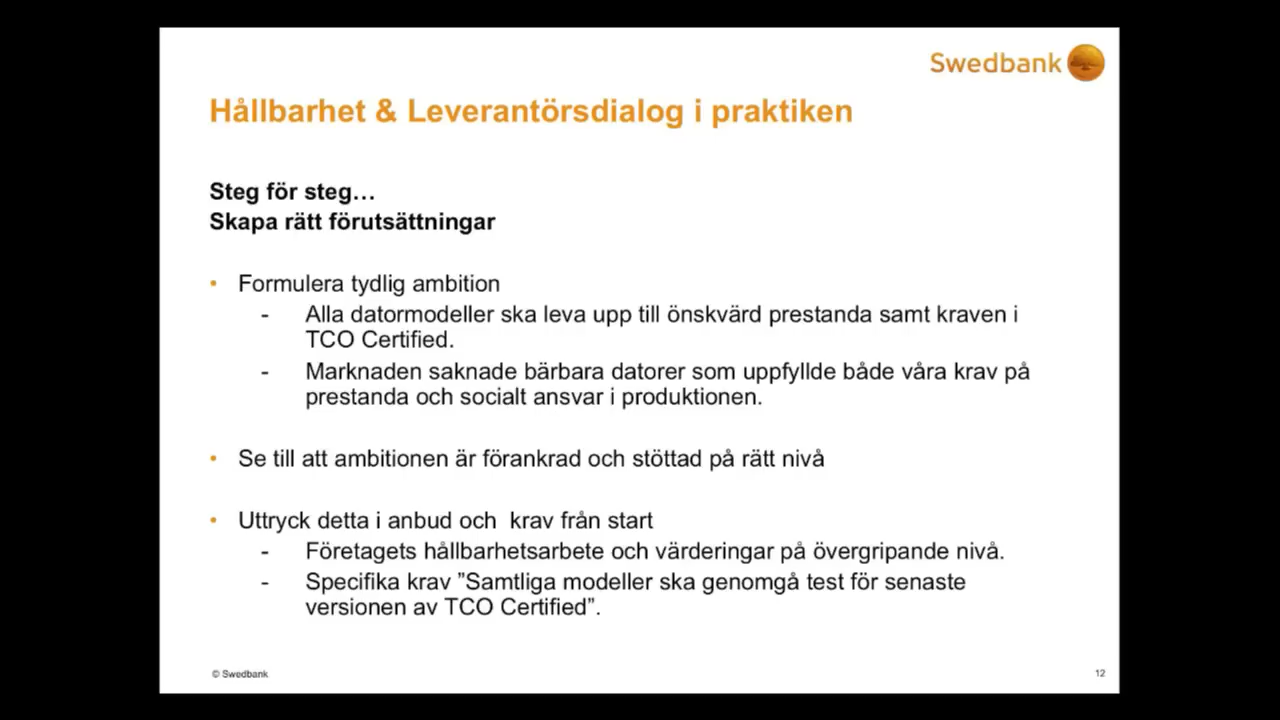 Swedbank
Hållbarhet & Leverantörsdialog i praktiken
Steg för steg…
Skapa rätt förutsättningar
• Formulera tydlig ambition
- Alla datormodeller ska leva upp till önskvärd prestanda samt kraven i
TCO Certified.
- Marknaden saknade bärbara datorer som uppfyllde både våra krav på
prestanda och socialt ansvar i produktionen.
• Se till att ambitionen är förankrad och stöttad på rätt nivå
• Uttryck detta i anbud och  krav från start
- Företagets hållbarhetsarbete och värderingar på övergripande nivå.
- Specifika krav ”Samtliga modeller ska genomgå test för senaste
versionen av TCO Certified”.
© Swedbank
12